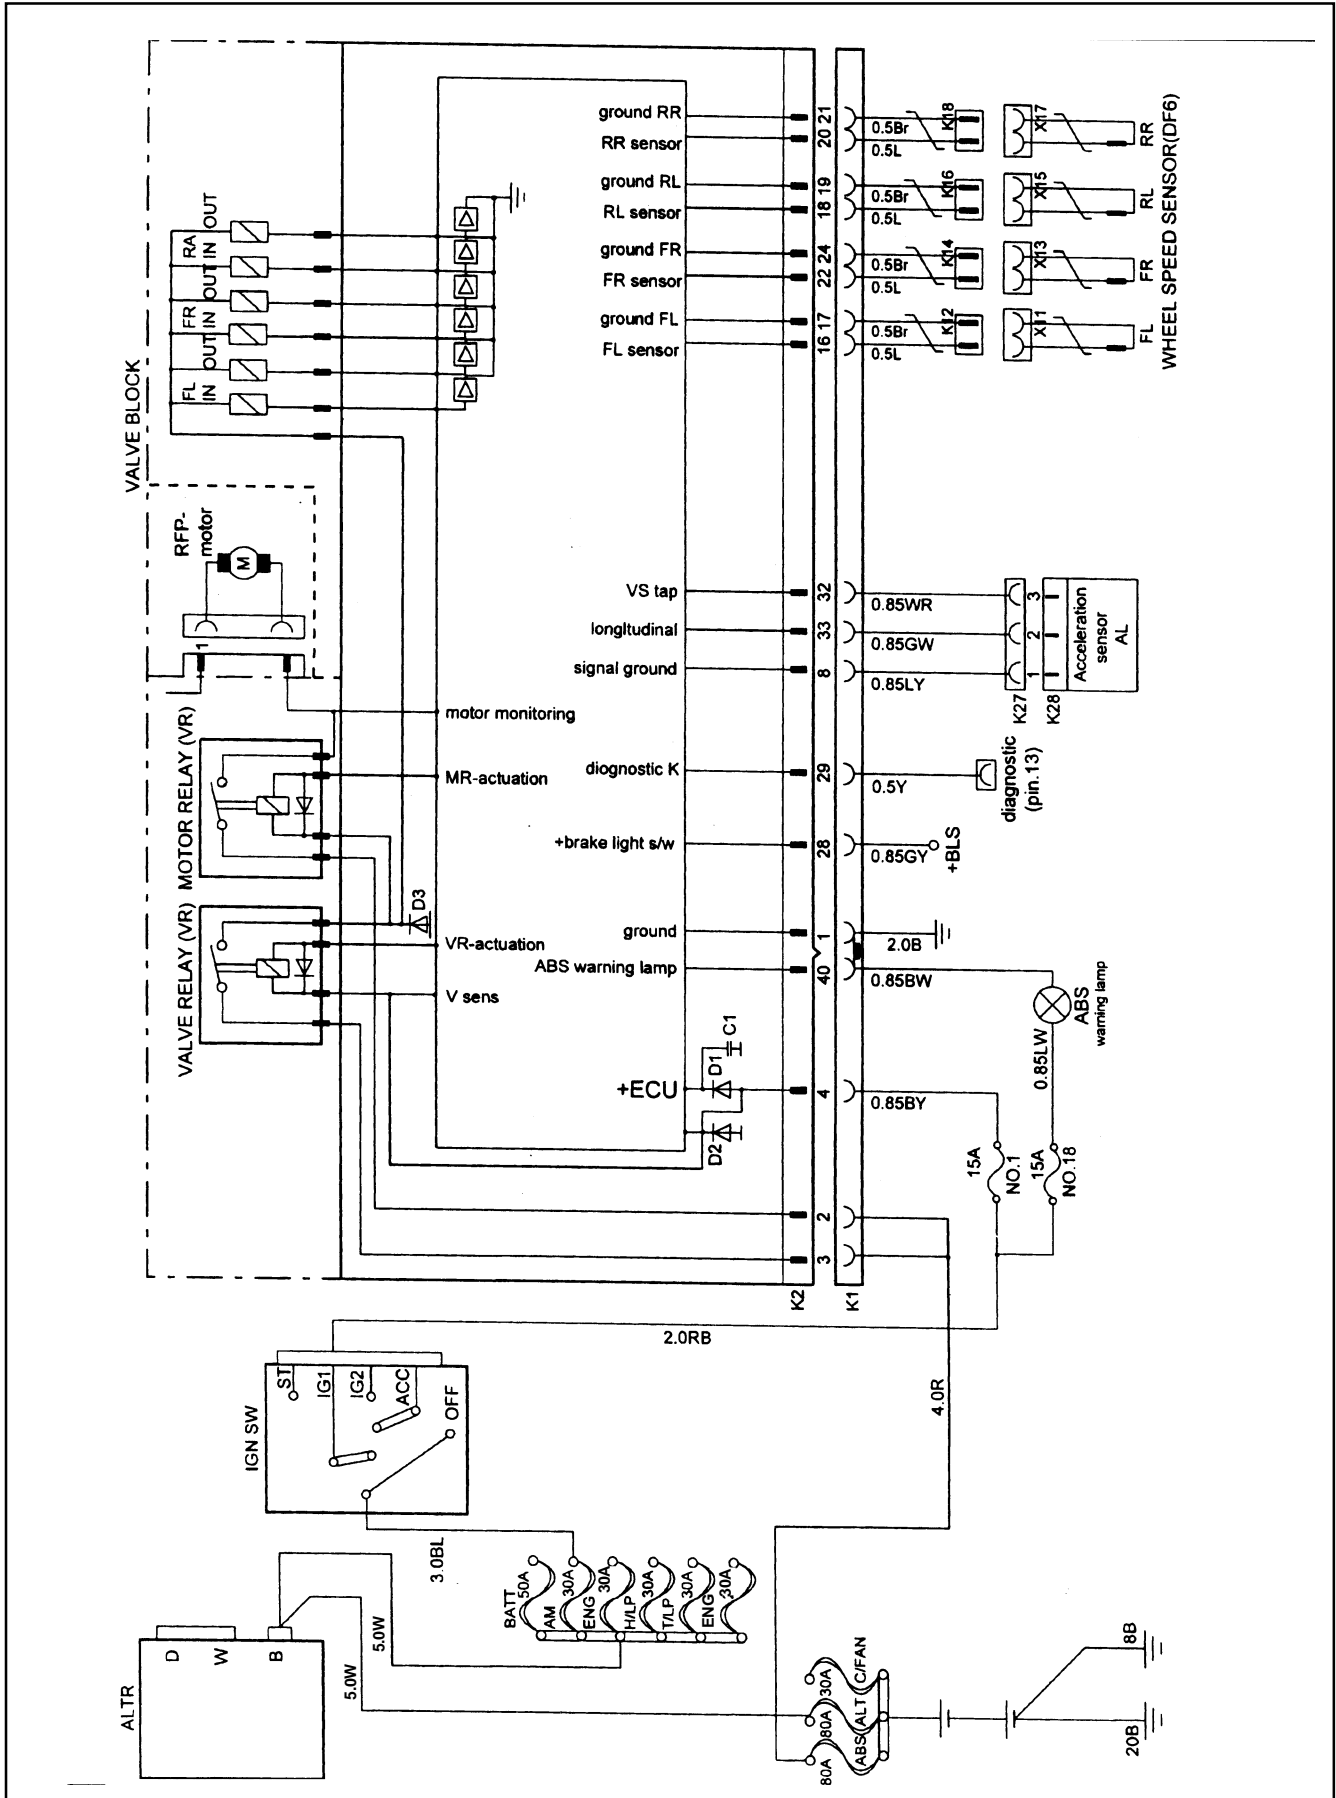 VALVE BLOCK
FL
IN
OUT
FR
IN
OUT
RA
IN
OUT
RFP-
motor
M
1
MOTOR RELAY (VR)
VALVE RELAY (VR)
motor monitoring
MR-actuation
D3
VR-actuation
V sens
ground RR
RR sensor
ground RL
RL sensor
ground FR
FR sensor
ground FL
FL sensor
VS tap
longltudinal
signal ground
diognostic K
+brake light s/w
ground
ABS warning lamp
+ECU
D1
C1
D2
21
20
19
18
24
22
17
16
32
33
8
29
28
1
40
4
2
3
K2
K1
0.5Br
0.5L
K18
X17
RR
0.5Br
0.5L
K16
X15
RL
0.5Br
0.5L
K14
X13
FR
0.5Br
0.5L
K12
X11
FL
WHEEL SPEED SENSOR(DF6)
0.85WR
0.85GW
0.85LY
3
2
1
K27
K28
Acceleration
sensor
AL
0.5Y
diagnostic
(pin.13)
0.85GY
+BLS
2.0B
0.85BW
ABS
warning lamp
0.85LW
0.85BY
15A
NO.1
15A
NO.18
2.0RB
4.0R
IGN SW
ST
IG1
IG2
ACC
OFF
3.0BL
ALTR
D
W
B
5.0W
5.0W
BATT
50A
AM
30A
ENG
30A
H/LP
30A
T/LP
30A
ENG
30A
30A
C/FAN
80A
ALT
80A
ABS
8B
20B